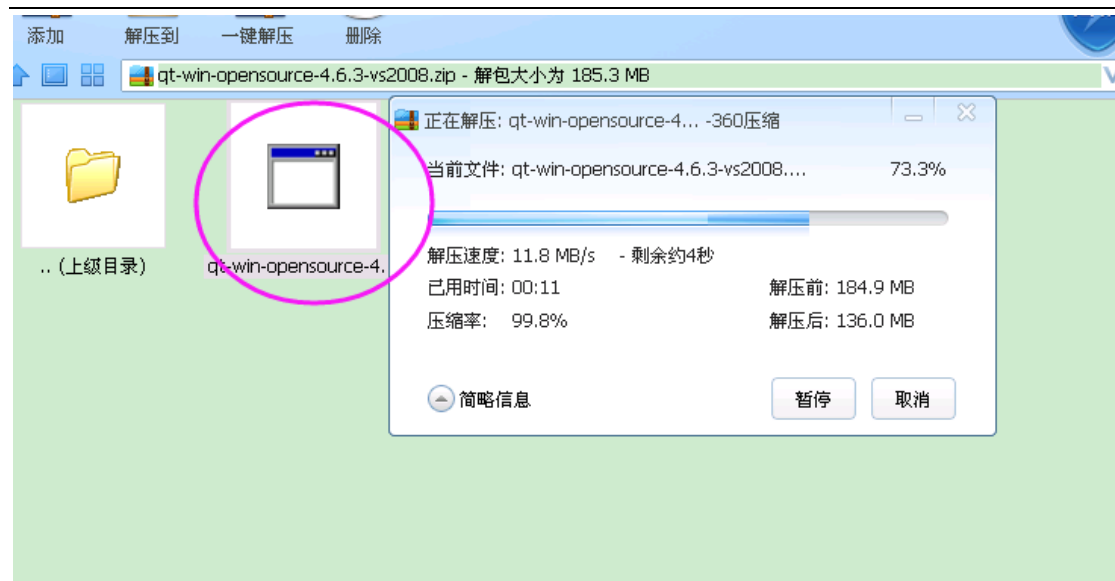 添加 解压到 一键解压 删除
qt-win-opensource-4.6.3-vs2008.zip - 解包大小为 185.3 MB
正在解压: qt-win-opensource-4... -360压缩
当前文件: qt-win-opensource-4.6.3-vs2008.... 73.3%
.. (上级目录)
qt-win-opensource-4.
解压速度: 11.8 MB/s - 剩余约4秒
已用时间: 00:11 解压前: 184.9 MB
压缩率: 99.8% 解压后: 136.0 MB
简略信息 暂停 取消